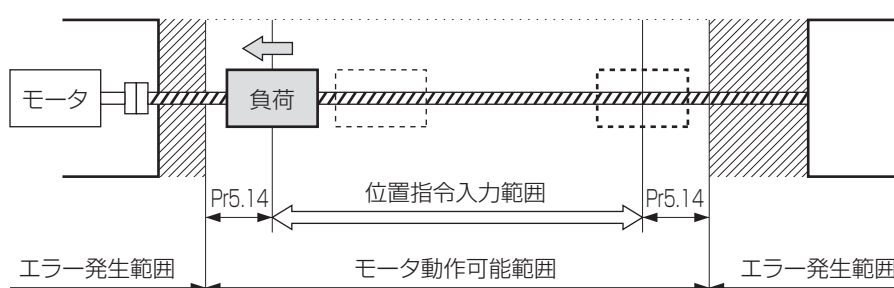 モータ
負荷
Pr5.14
位置指令入力範囲
Pr5.14
エラー発生範囲
モータ動作可能範囲
エラー発生範囲